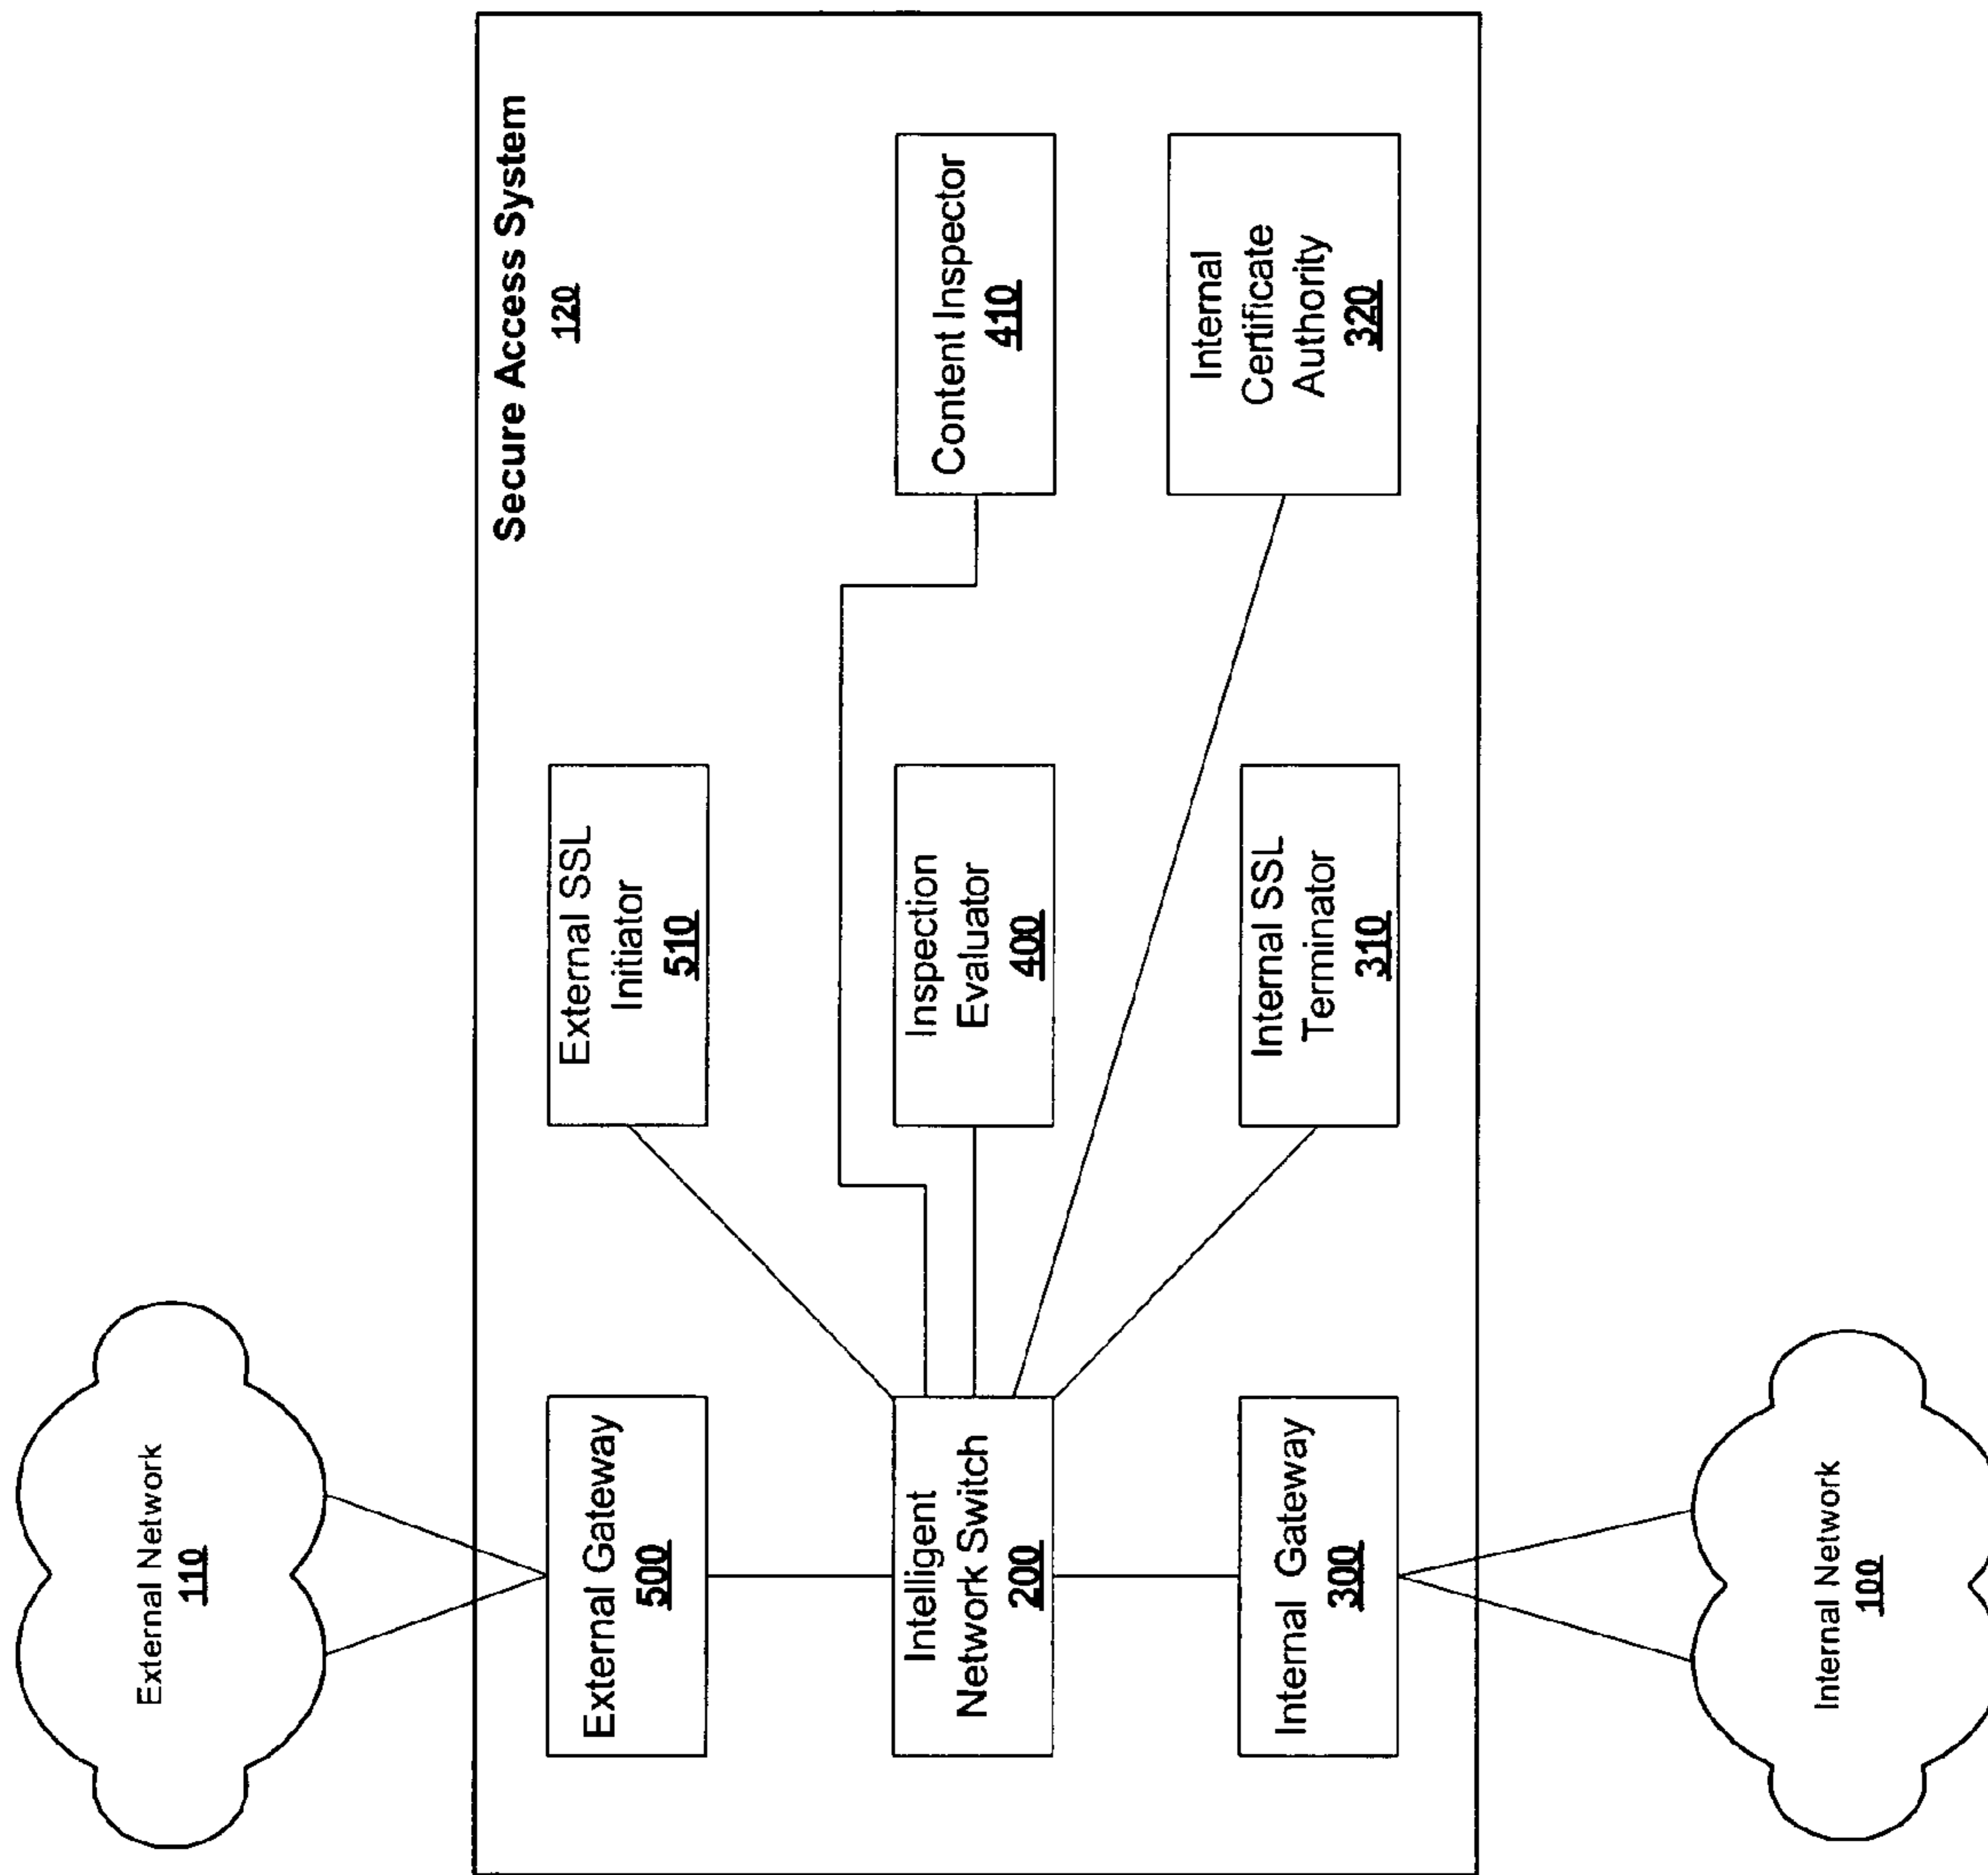 External Network
110
Secure Access System
120
External Gateway
500
External SSL
Initiator
510
Intelligent
Network Switch
200
Inspection
Evaluator
400
Content Inspector
410
Internal Gateway
300
Internal SSL
Terminator
310
Internal
Certificate
Authority
320
Internal Network
100